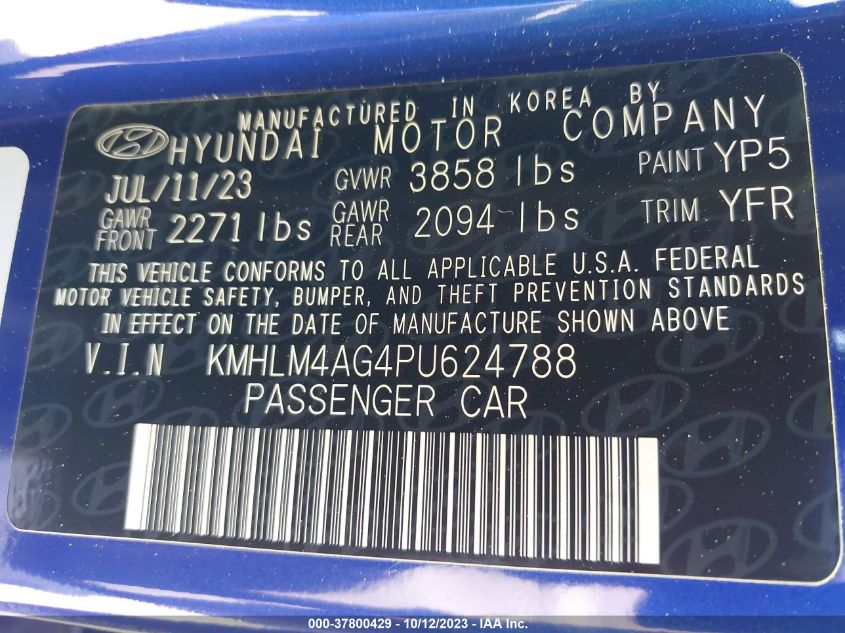 MANUFACTURED IN KOREA BY
HYUNDAI MOTOR COMPANY
JUL/11/23 GVWR 3858 lbs PAINT YP5
GAWR FRONT 2271 lbs GAWR REAR 2094 lbs TRIM YFR
THIS VEHICLE CONFORMS TO ALL APPLICABLE U.S.A. FEDERAL
MOTOR VEHICLE SAFETY, BUMPER, AND THEFT PREVENTION STANDARDS
IN EFFECT ON THE DATE OF MANUFACTURE SHOWN ABOVE
V.I.N KMHLM4AG4PU624788
PASSENGER CAR
000-37800429 - 10/12/2023 - IAA Inc.